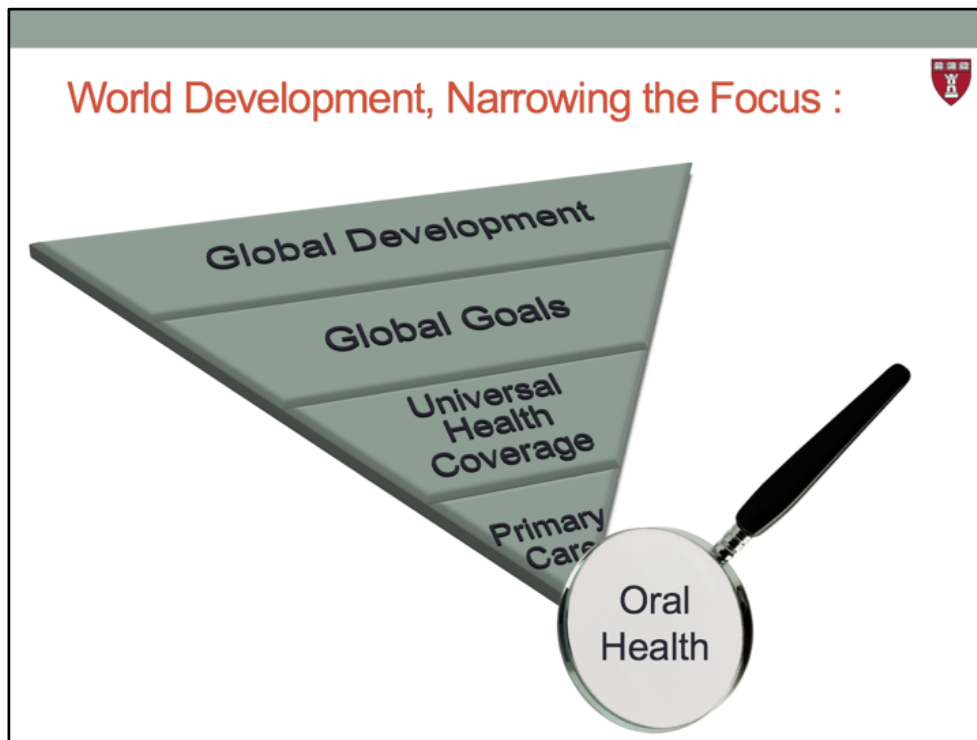 World Development, Narrowing the Focus :
Global Development
Global Goals
Universal
Health
Coverage
Primary
Care
Oral
Health